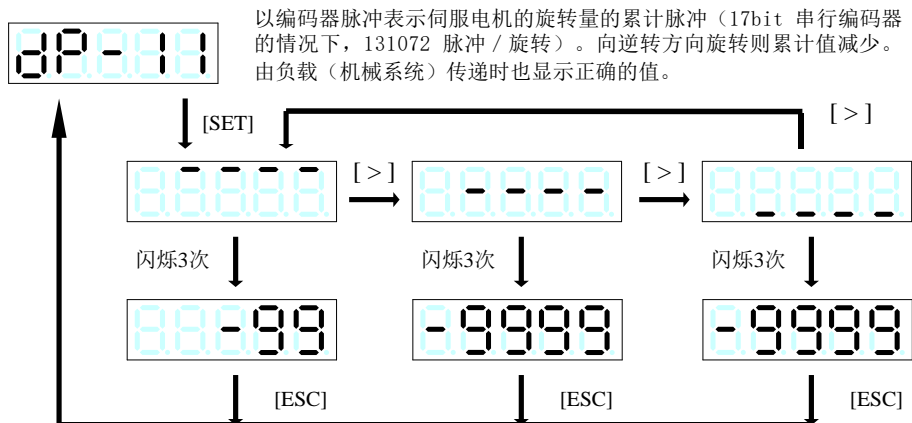 以编码器脉冲表示伺服电机的旋转量的累计脉冲（17bit 串行编码器
dP-11
的情况下，131072 脉冲／旋转）。向逆转方向旋转则累计值减少。
由负载（机械系统）传递时也显示正确的值。
[SET]
[ > ]
- - - -
[ > ]
- - - -
[ > ]
- - - -
闪烁3次
闪烁3次
闪烁3次
-99
-9999
-9999
[ESC]
[ESC]
[ESC]